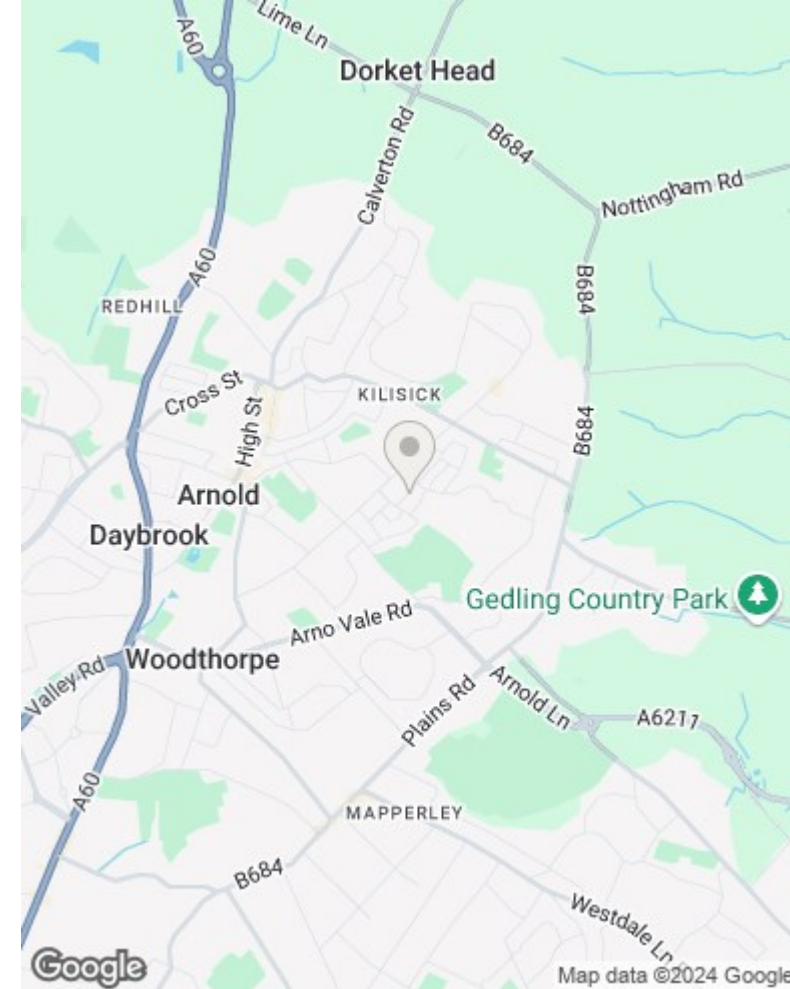 A60
Lime Ln
Dorket Head
B684
Calverton Rd
Nottingham Rd
A60
B684
REDHILL
Cross St
KILISICK
High St
B684
Arnold
Daybrook
Gedling Country Park
Arno Vale Rd
Woodthorpe
Valley Rd
Arnold Ln
Plains Rd
A6211
A60
MAPPERLEY
B684
Westdale Ln
Google
Map data ©2024 Google